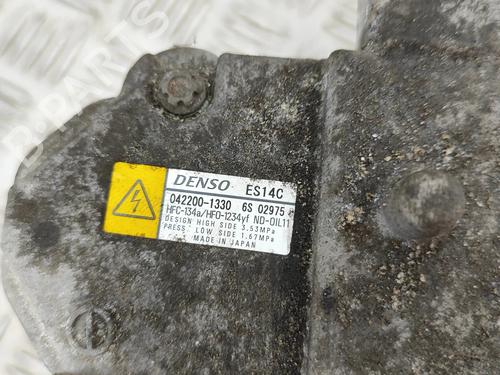 DENSO ES14C
042200-1330 6S 02975
HFC-134a/HFO-1234yf ND-OIL11
DESIGN HIGH SIDE 3.53MPa
PRESS LOW SIDE 1.67MPa
MADE IN JAPAN
B PARTS